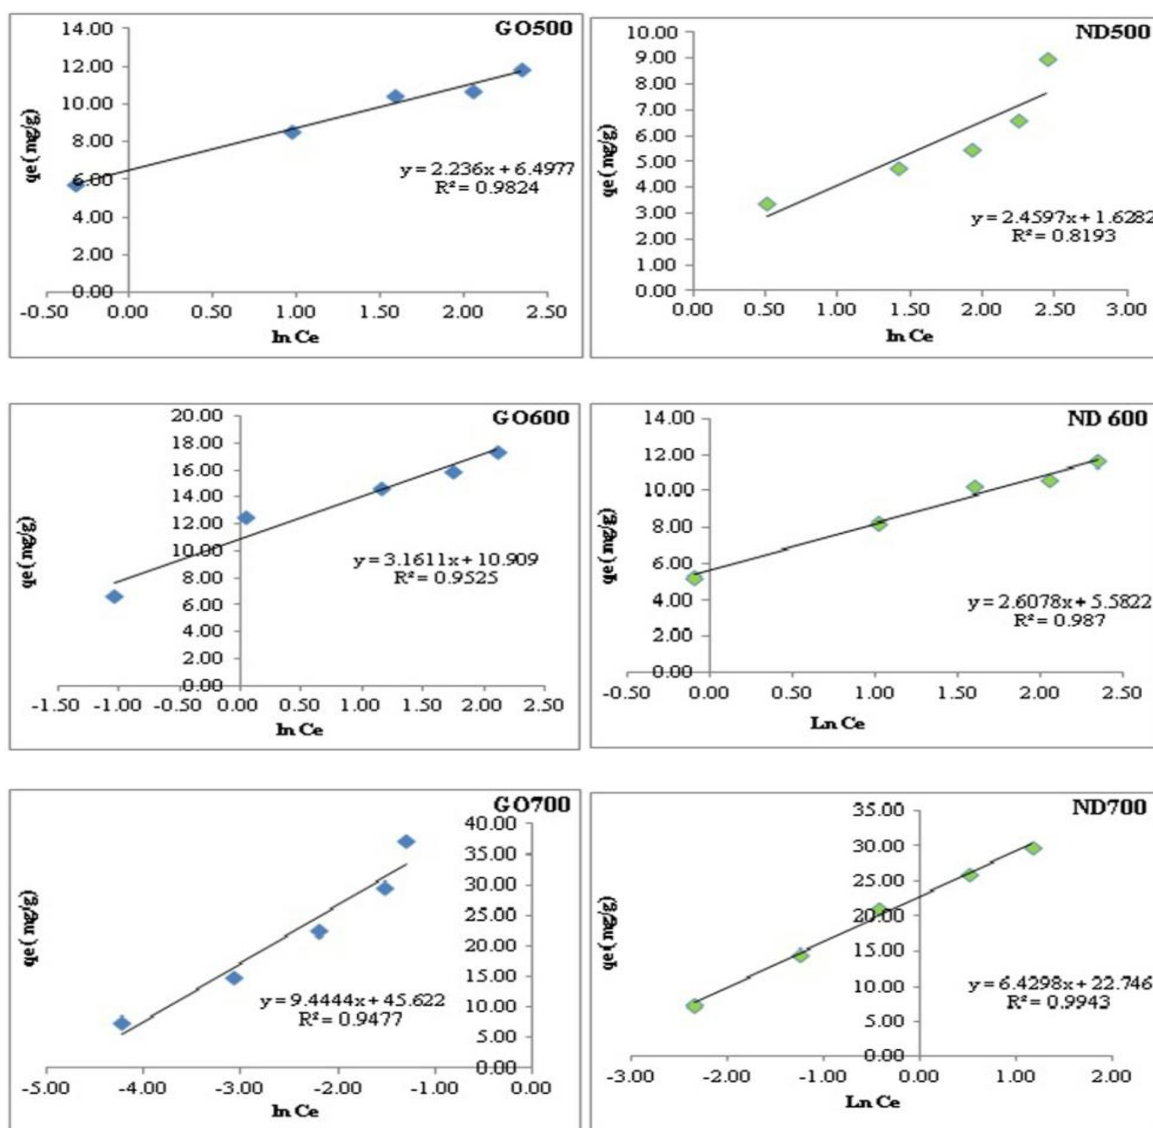 GO500
14.00
12.00
10.00
8.00
6.00
4.00
2.00
0.00
qe( mg/g)
y = 2.236x + 6.4977
R² = 0.9824
-0.50 0.00 0.50 1.00 1.50 2.00 2.50
ln Ce
ND500
10.00
9.00
8.00
7.00
6.00
5.00
4.00
3.00
2.00
1.00
0.00
qe( mg/g)
y = 2.4597x + 1.6282
R² = 0.8193
0.00 0.50 1.00 1.50 2.00 2.50 3.00
ln Ce
GO600
20.00
18.00
16.00
14.00
12.00
10.00
8.00
6.00
4.00
2.00
0.00
qe( mg/g)
y = 3.1611x + 10.909
R² = 0.9525
-1.50 -1.00 -0.50 0.00 0.50 1.00 1.50 2.00 2.50
ln Ce
ND 600
14.00
12.00
10.00
8.00
6.00
4.00
2.00
0.00
qe( mg/g)
y = 2.6078x + 5.5822
R² = 0.987
-0.50 0.00 0.50 1.00 1.50 2.00 2.50
Ln Ce
GO700
40.00
35.00
30.00
25.00
20.00
15.00
10.00
5.00
0.00
qe( mg/g)
y = 9.4444x + 45.622
R² = 0.9477
-5.00 -4.00 -3.00 -2.00 -1.00 0.00
ln Ce
ND700
35.00
30.00
25.00
20.00
15.00
10.00
5.00
0.00
qe( mg/g)
y = 6.4298x + 22.746
R² = 0.9943
-3.00 -2.00 -1.00 0.00 1.00 2.00
Ln Ce